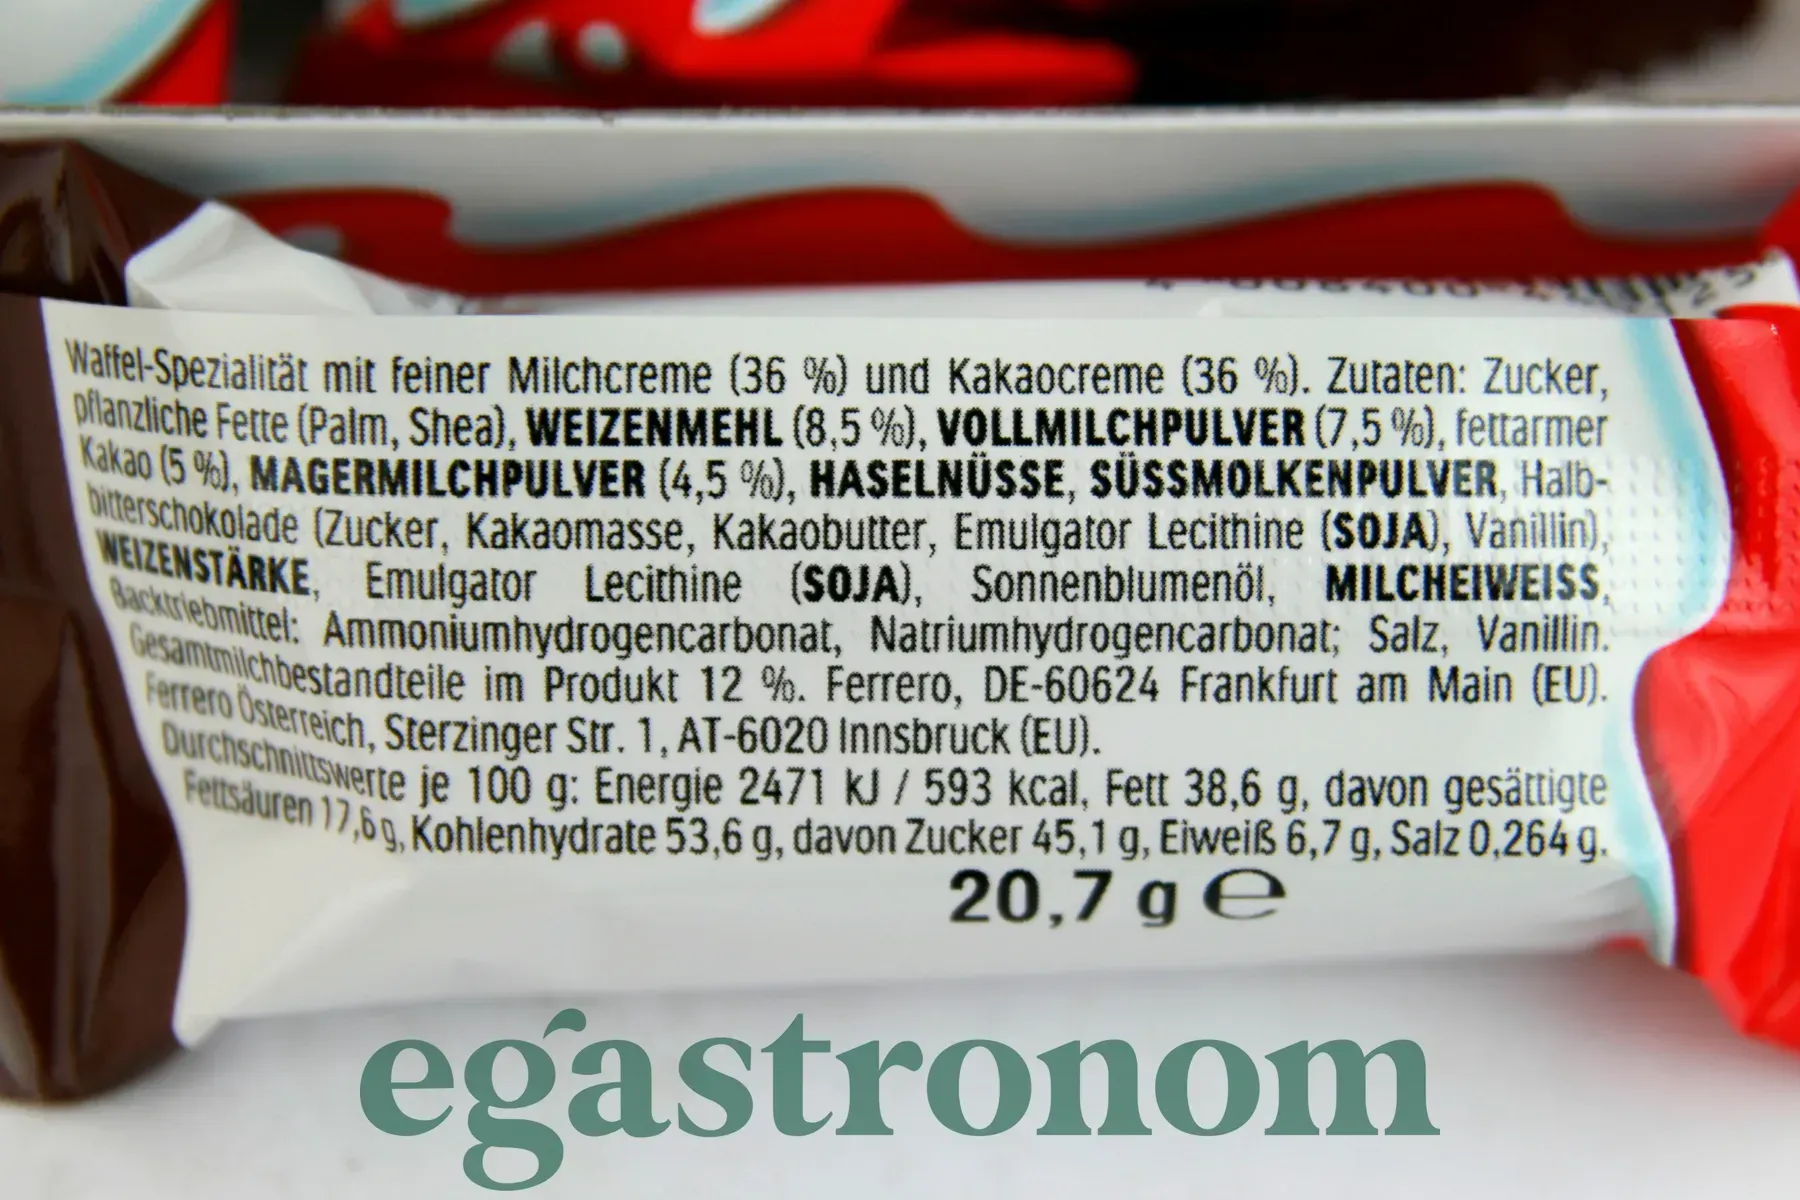 Waffel-Spezialität mit feiner Milchcreme (36 %) und Kakaocreme (36 %). Zutaten: Zucker,
pflanzliche Fette (Palm, Shea), WEIZENMEHL (8,5 %), VOLLMILCHPULVER (7,5 %), fettarmer
Kakao (5 %), MAGERMILCHPULVER (4,5 %), HASELNÜSSE, SÜSSMOLKENPULVER, Halb-
bitterschokolade (Zucker, Kakaomasse, Kakaobutter, Emulgator Lecithine (SOJA), Vanillin),
WEIZENSTÄRKE, Emulgator Lecithine (SOJA), Sonnenblumenöl, MILCHEIWEISS,
Backtriebmittel: Ammoniumhydrogencarbonat, Natriumhydrogencarbonat; Salz, Vanillin.
Gesamtmilchbestandteile im Produkt 12 %. Ferrero, DE-60624 Frankfurt am Main (EU).
Ferrero Österreich, Sterzinger Str. 1, AT-6020 Innsbruck (EU).
Durchschnittswerte je 100 g: Energie 2471 kJ / 593 kcal, Fett 38,6 g, davon gesättigte
Fettsäuren 17,6 g, Kohlenhydrate 53,6 g, davon Zucker 45,1 g, Eiweiß 6,7 g, Salz 0,264 g.
20,7 g ℮
egastronom